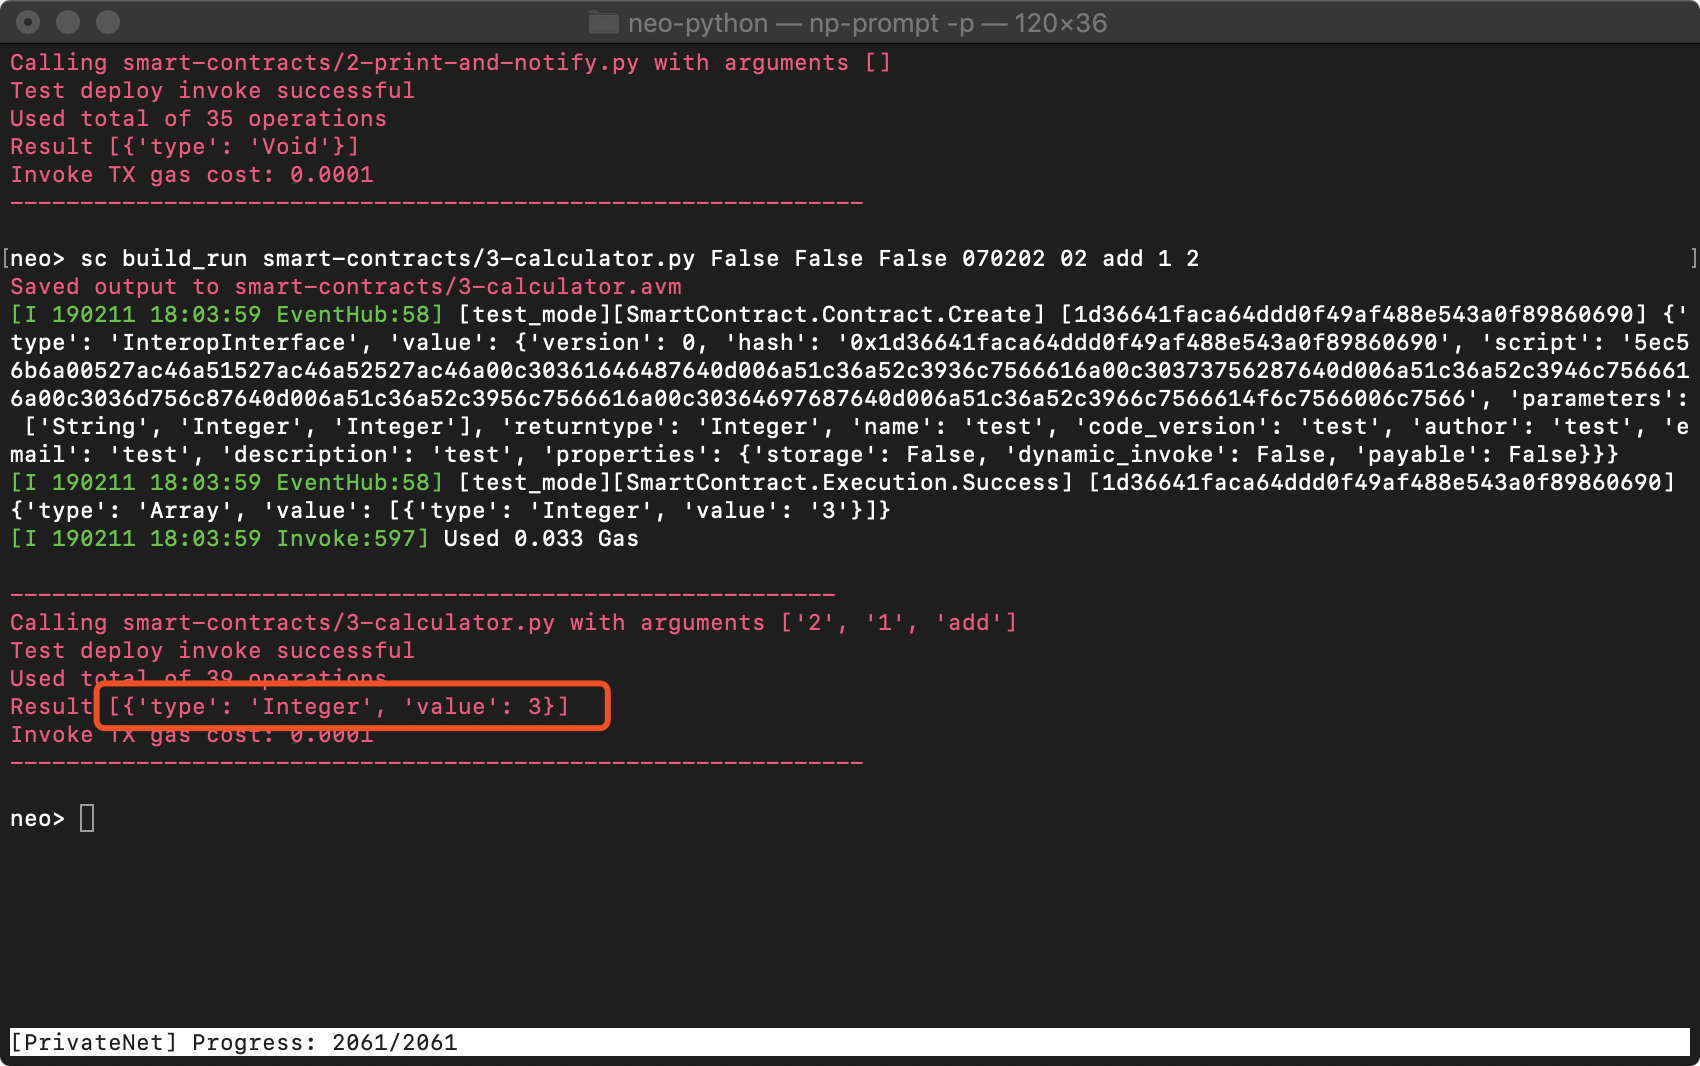 neo-python — np-prompt -p — 120×36
Calling smart-contracts/2-print-and-notify.py with arguments []
Test deploy invoke successful
Used total of 35 operations
Result [{'type': 'Void'}]
Invoke TX gas cost: 0.0001
-------------------------------------------------------------
[neo> sc build_run smart-contracts/3-calculator.py False False False 070202 02 add 1 2 ]
Saved output to smart-contracts/3-calculator.avm
[I 190211 18:03:59 EventHub:58] [test_mode][SmartContract.Contract.Create] [1d36641faca64ddd0f49af488e543a0f89860690] {'
type': 'InteropInterface', 'value': {'version': 0, 'hash': '0x1d36641faca64ddd0f49af488e543a0f89860690', 'script': '5ec5
6b6a00527ac46a51527ac46a52527ac46a00c30361646487640d006a51c36a52c3936c7566616a00c30373756287640d006a51c36a52c3946c756661
6a00c3036d756c87640d006a51c36a52c3956c7566616a00c30364697687640d006a51c36a52c3966c7566614f6c7566006c7566', 'parameters':
['String', 'Integer', 'Integer'], 'returntype': 'Integer', 'name': 'test', 'code_version': 'test', 'author': 'test', 'e
mail': 'test', 'description': 'test', 'properties': {'storage': False, 'dynamic_invoke': False, 'payable': False}}}
[I 190211 18:03:59 EventHub:58] [test_mode][SmartContract.Execution.Success] [1d36641faca64ddd0f49af488e543a0f89860690]
{'type': 'Array', 'value': [{'type': 'Integer', 'value': '3'}]}
[I 190211 18:03:59 Invoke:597] Used 0.033 Gas
-----------------------------------------------------------
Calling smart-contracts/3-calculator.py with arguments ['2', '1', 'add']
Test deploy invoke successful
Used total of 39 operations
Result [{'type': 'Integer', 'value': 3}]
Invoke TX gas cost: 0.0001
-------------------------------------------------------------
neo>
[PrivateNet] Progress: 2061/2061